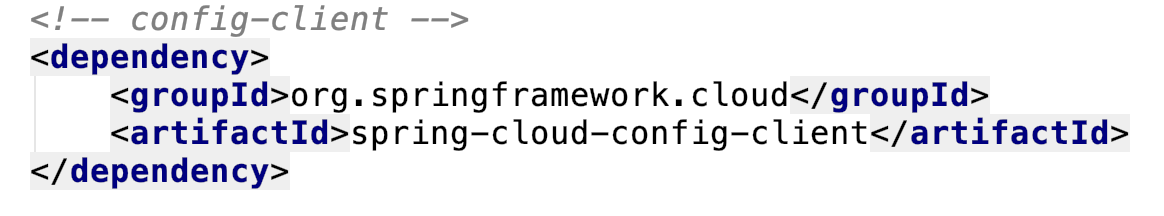 <!-- config-client -->
<dependency>
    <groupId>org.springframework.cloud</groupId>
    <artifactId>spring-cloud-config-client</artifactId>
</dependency>